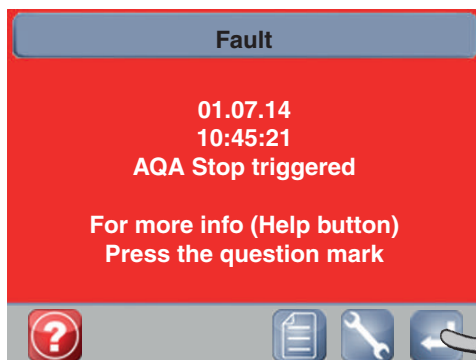 Fault
01.07.14
10:45:21
AQA Stop triggered
For more info (Help button)
Press the question mark
?